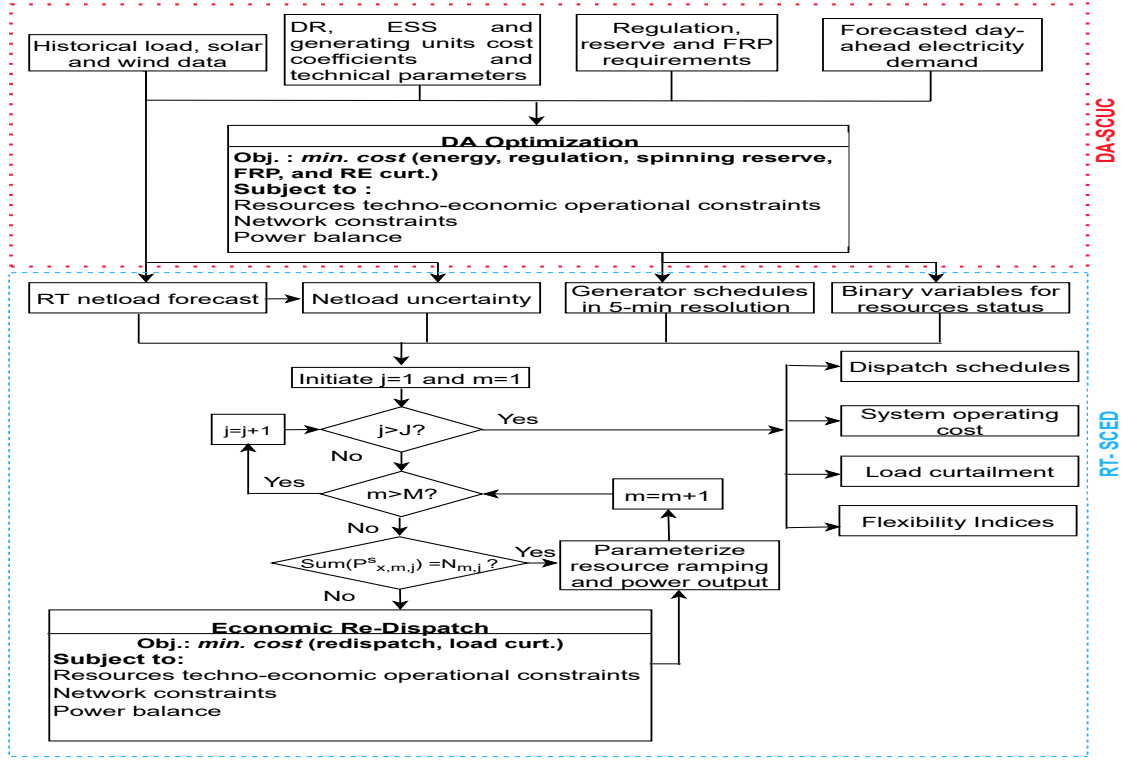 Historical load, solar
and wind data
DR, ESS and
generating units cost
coefficients and
technical parameters
Regulation,
reserve and FRP
requirements
Forecasted day-
ahead electricity
demand
DA-SCUC
DA Optimization
Obj. : min. cost (energy, regulation, spinning reserve,
FRP, and RE curt.)
Subject to :
Resources techno-economic operational constraints
Network constraints
Power balance
RT netload forecast
Netload uncertainty
Generator schedules
in 5-min resolution
Binary variables for
resources status
Initiate j=1 and m=1
j=j+1
j>J?
Yes
No
Yes
m>M?
m=m+1
No
Sum(Pˢx,m,j) =Nm,j ?
Yes
Parameterize
resource ramping
and power output
No
Economic Re-Dispatch
Obj.: min. cost (redispatch, load curt.)
Subject to:
Resources techno-economic operational constraints
Network constraints
Power balance
Dispatch schedules
System operating
cost
Load curtailment
Flexibility Indices
RT- SCED